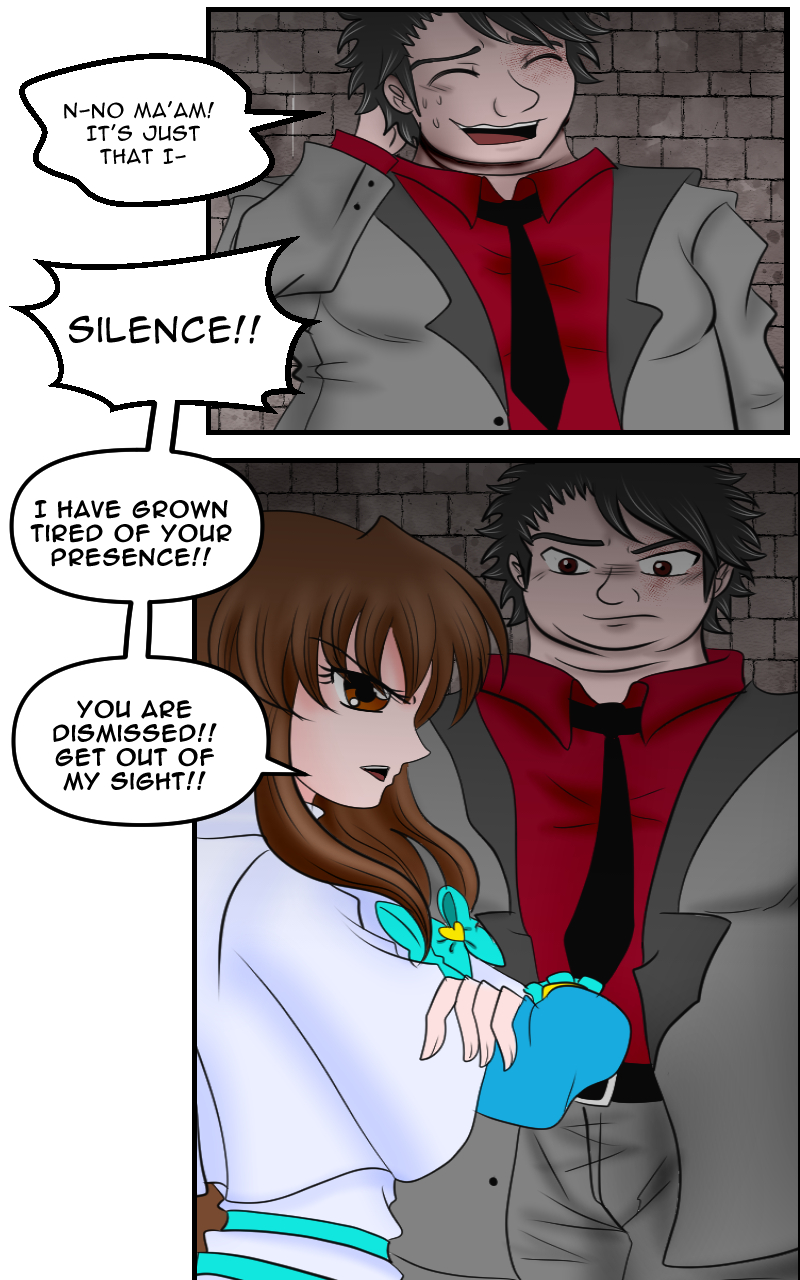 N-NO MA'AM!
IT'S JUST
THAT I-
SILENCE!!
I HAVE GROWN
TIRED OF YOUR
PRESENCE!!
YOU ARE
DISMISSED!!
GET OUT OF
MY SIGHT!!